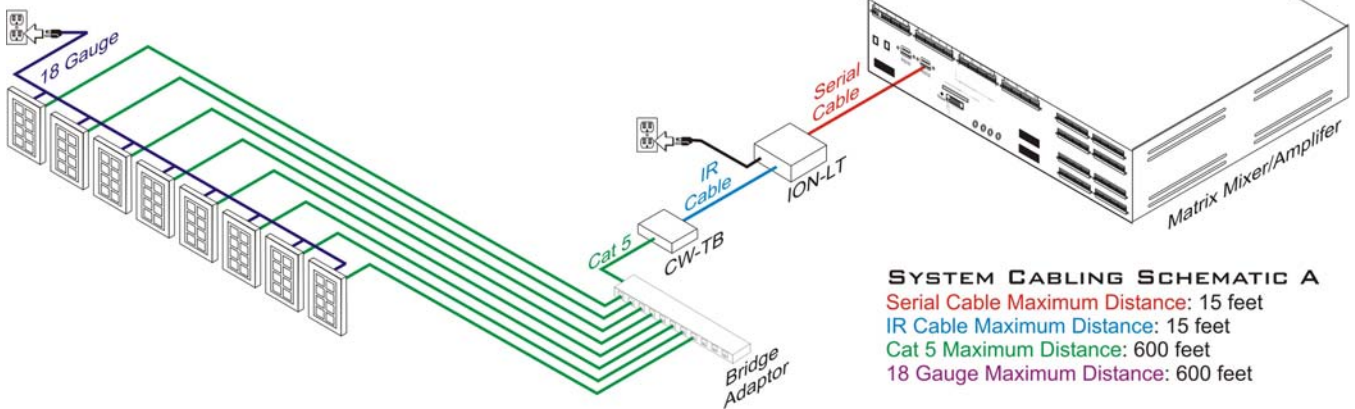 18 Gauge
Serial
Cable
IR
Cable
ION-LT
Matrix Mixer/Amplifer
Cat 5
CW-TB
Bridge
Adaptor
SYSTEM CABLING SCHEMATIC A
Serial Cable Maximum Distance: 15 feet
IR Cable Maximum Distance: 15 feet
Cat 5 Maximum Distance: 600 feet
18 Gauge Maximum Distance: 600 feet